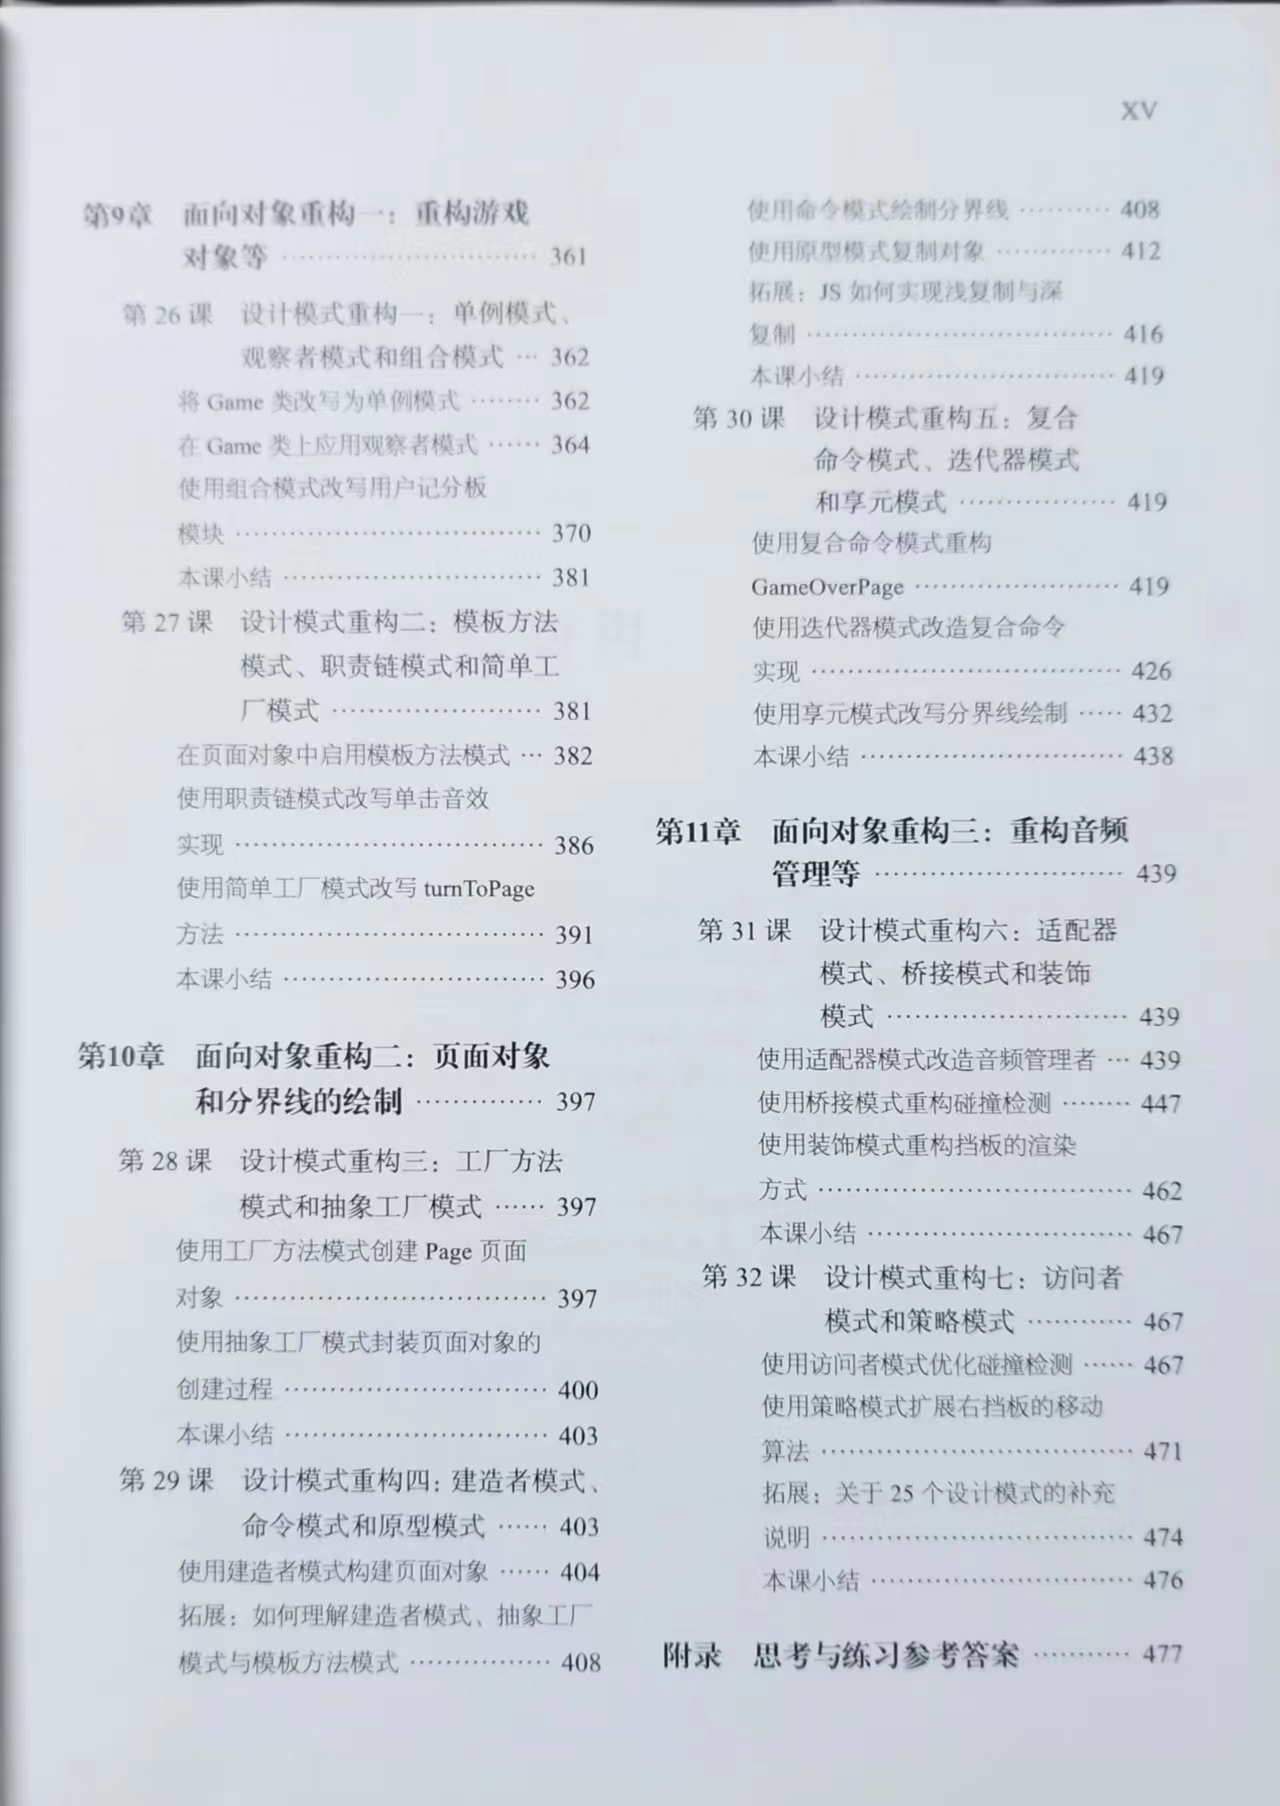 XV
第9章 面向对象重构一：重构游戏
对象等 ………………………… 361
第 26 课 设计模式重构一：单例模式、
观察者模式和组合模式 … 362
将 Game 类改写为单例模式 ……… 362
在 Game 类上应用观察者模式 …… 364
使用组合模式改写用户记分板
模块 ……………………………… 370
本课小结 ………………………… 381
第 27 课 设计模式重构二：模板方法
模式、职责链模式和简单工
厂模式 …………………… 381
在页面对象中启用模板方法模式 … 382
使用职责链模式改写单击音效
实现 ……………………………… 386
使用简单工厂模式改写 turnToPage
方法 ……………………………… 391
本课小结 ………………………… 396
第10章 面向对象重构二：页面对象
和分界线的绘制 …………… 397
第 28 课 设计模式重构三：工厂方法
模式和抽象工厂模式 …… 397
使用工厂方法模式创建 Page 页面
对象 ……………………………… 397
使用抽象工厂模式封装页面对象的
创建过程 ………………………… 400
本课小结 ………………………… 403
第 29 课 设计模式重构四：建造者模式、
命令模式和原型模式 …… 403
使用建造者模式构建页面对象 …… 404
拓展：如何理解建造者模式、抽象工厂
模式与模板方法模式 …………… 408
使用命令模式绘制分界线 ………… 408
使用原型模式复制对象 …………… 412
拓展：JS 如何实现浅复制与深
复制 ……………………………… 416
本课小结 ………………………… 419
第 30 课 设计模式重构五：复合
命令模式、迭代器模式
和享元模式 ……………… 419
使用复合命令模式重构
GameOverPage …………………… 419
使用迭代器模式改造复合命令
实现 ……………………………… 426
使用享元模式改写分界线绘制 …… 432
本课小结 ………………………… 438
第11章 面向对象重构三：重构音频
管理等 ………………………… 439
第 31 课 设计模式重构六：适配器
模式、桥接模式和装饰
模式 ……………………… 439
使用适配器模式改造音频管理者 … 439
使用桥接模式重构碰撞检测 ……… 447
使用装饰模式重构挡板的渲染
方式 ……………………………… 462
本课小结 ………………………… 467
第 32 课 设计模式重构七：访问者
模式和策略模式 ………… 467
使用访问者模式优化碰撞检测 …… 467
使用策略模式扩展右挡板的移动
算法 ……………………………… 471
拓展：关于 25 个设计模式的补充
说明 ……………………………… 474
本课小结 ………………………… 476
附录 思考与练习参考答案 ………… 477